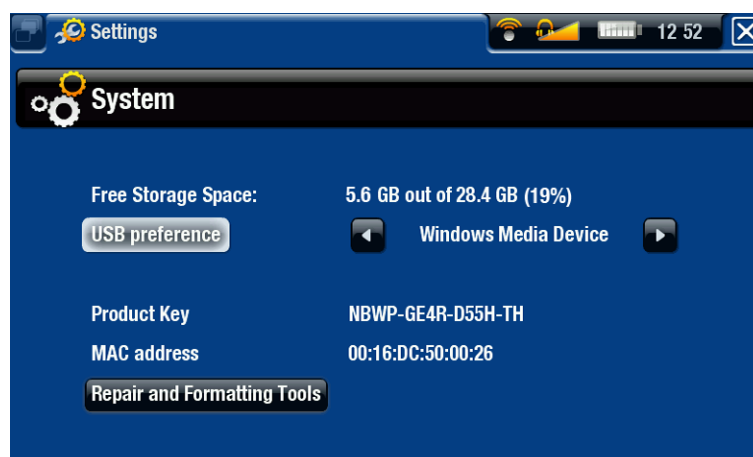 Settings
12 52
System
Free Storage Space: 5.6 GB out of 28.4 GB (19%)
USB preference Windows Media Device
Product Key NBWP-GE4R-D55H-TH
MAC address 00:16:DC:50:00:26
Repair and Formatting Tools